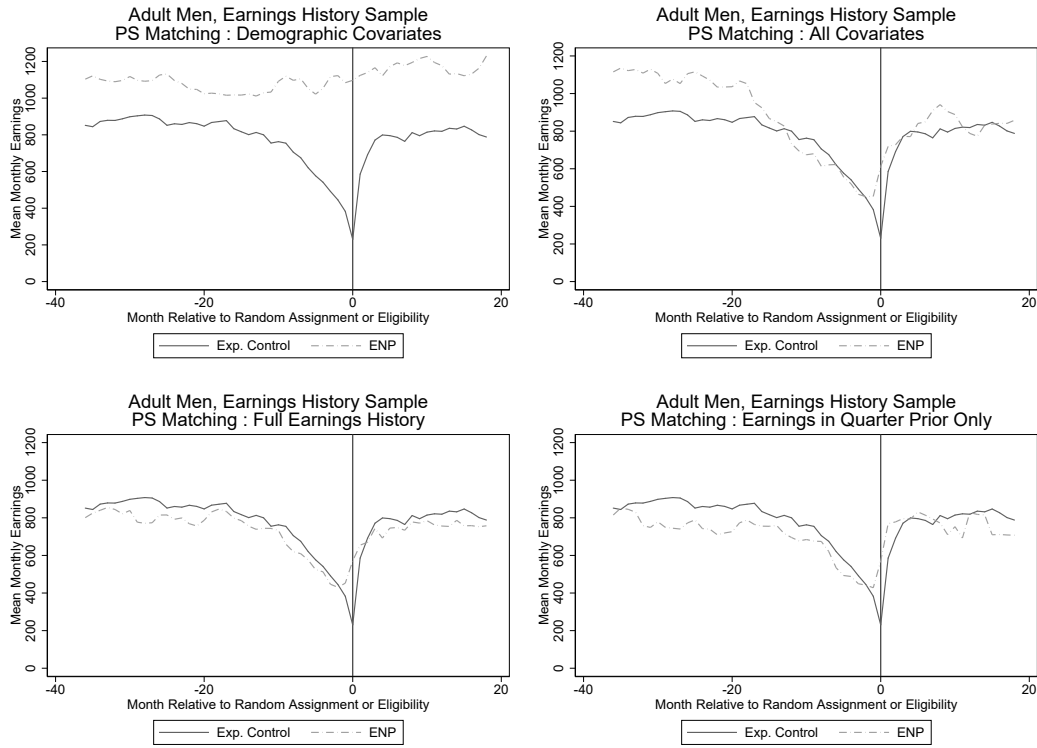 Adult Men, Earnings History Sample
PS Matching : Demographic Covariates
Mean Monthly Earnings
1200
1000
800
600
400
200
0
-40
-20
0
20
Month Relative to Random Assignment or Eligibility
Exp. Control
ENP
Adult Men, Earnings History Sample
PS Matching : All Covariates
Mean Monthly Earnings
1200
1000
800
600
400
200
0
-40
-20
0
20
Month Relative to Random Assignment or Eligibility
Exp. Control
ENP
Adult Men, Earnings History Sample
PS Matching : Full Earnings History
Mean Monthly Earnings
1200
1000
800
600
400
200
0
-40
-20
0
20
Month Relative to Random Assignment or Eligibility
Exp. Control
ENP
Adult Men, Earnings History Sample
PS Matching : Earnings in Quarter Prior Only
Mean Monthly Earnings
1200
1000
800
600
400
200
0
-40
-20
0
20
Month Relative to Random Assignment or Eligibility
Exp. Control
ENP